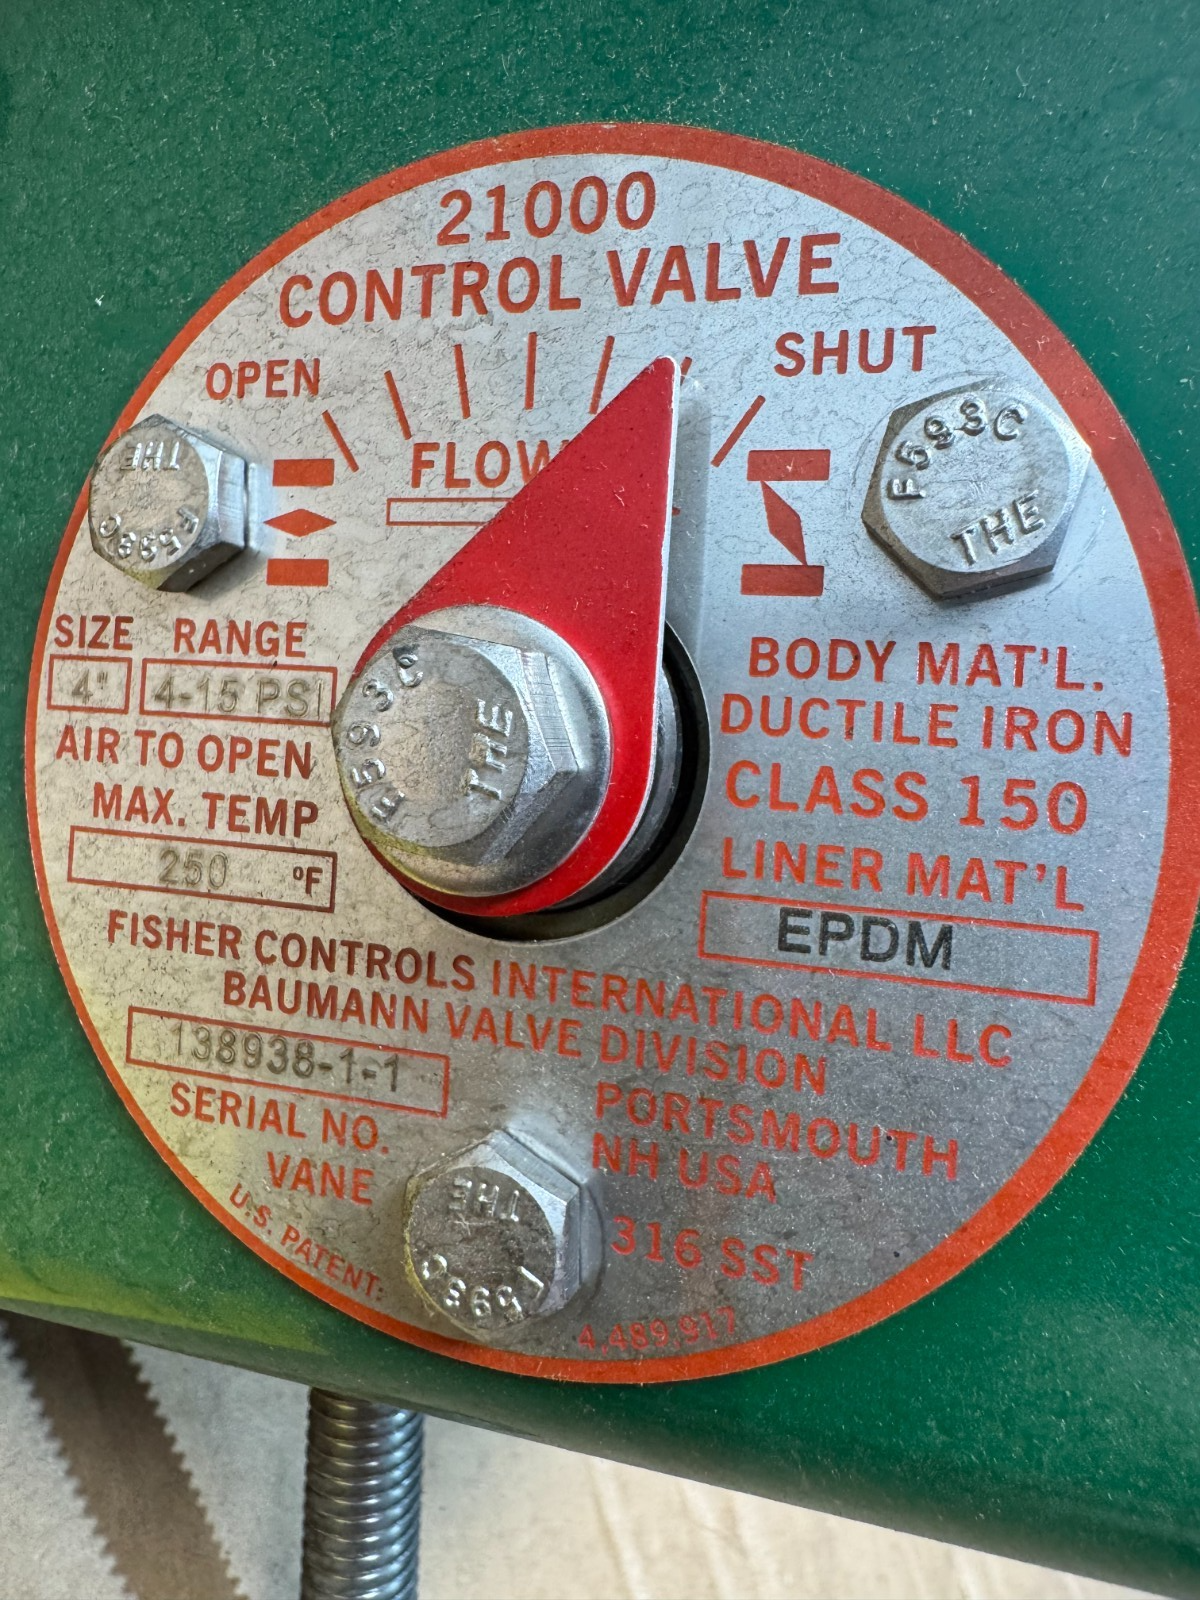 21000
CONTROL VALVE
OPEN
SHUT
FLOW
F593C
THE
THE
F593C
SIZE RANGE
4" 4-15 PSI
AIR TO OPEN
MAX. TEMP
250 °F
F593C
THE
BODY MAT'L.
DUCTILE IRON
CLASS 150
LINER MAT'L
EPDM
FISHER CONTROLS INTERNATIONAL LLC
BAUMANN VALVE DIVISION
138938-1-1
SERIAL NO.
PORTSMOUTH
NH USA
VANE
316 SST
THE
F593C
U.S. PATENT:
4,489,917